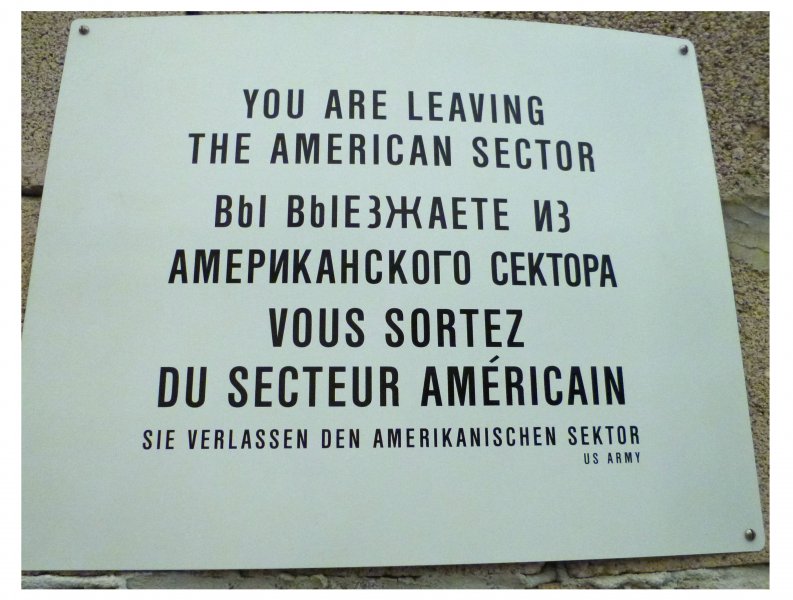 YOU ARE LEAVING
THE AMERICAN SECTOR
ВЫ ВЫЕЗЖАЕТЕ ИЗ
АМЕРИКАНСКОГО СЕКТОРА
VOUS SORTEZ
DU SECTEUR AMÉRICAIN
SIE VERLASSEN DEN AMERIKANISCHEN SEKTOR
US ARMY